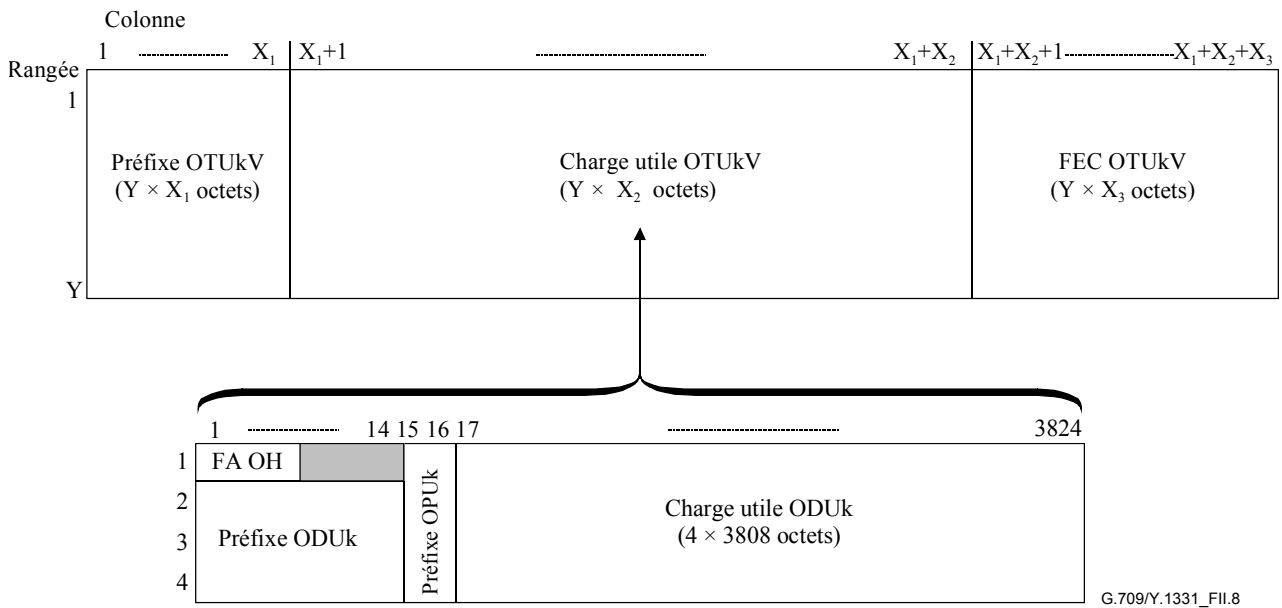 Colonne
1 X₁ X₁+1 X₁+X₂ X₁+X₂+1 X₁+X₂+X₃
Rangée
1
Préfixe OTUkV
(Y × X₁ octets)
Charge utile OTUkV
(Y × X₂ octets)
FEC OTUkV
(Y × X₃ octets)
Y
1 14 15 16 17 3824
1 FA OH
2
3
4
Préfixe ODUk
Préfixe OPUk
Charge utile ODUk
(4 × 3808 octets)
G.709/Y.1331_FII.8